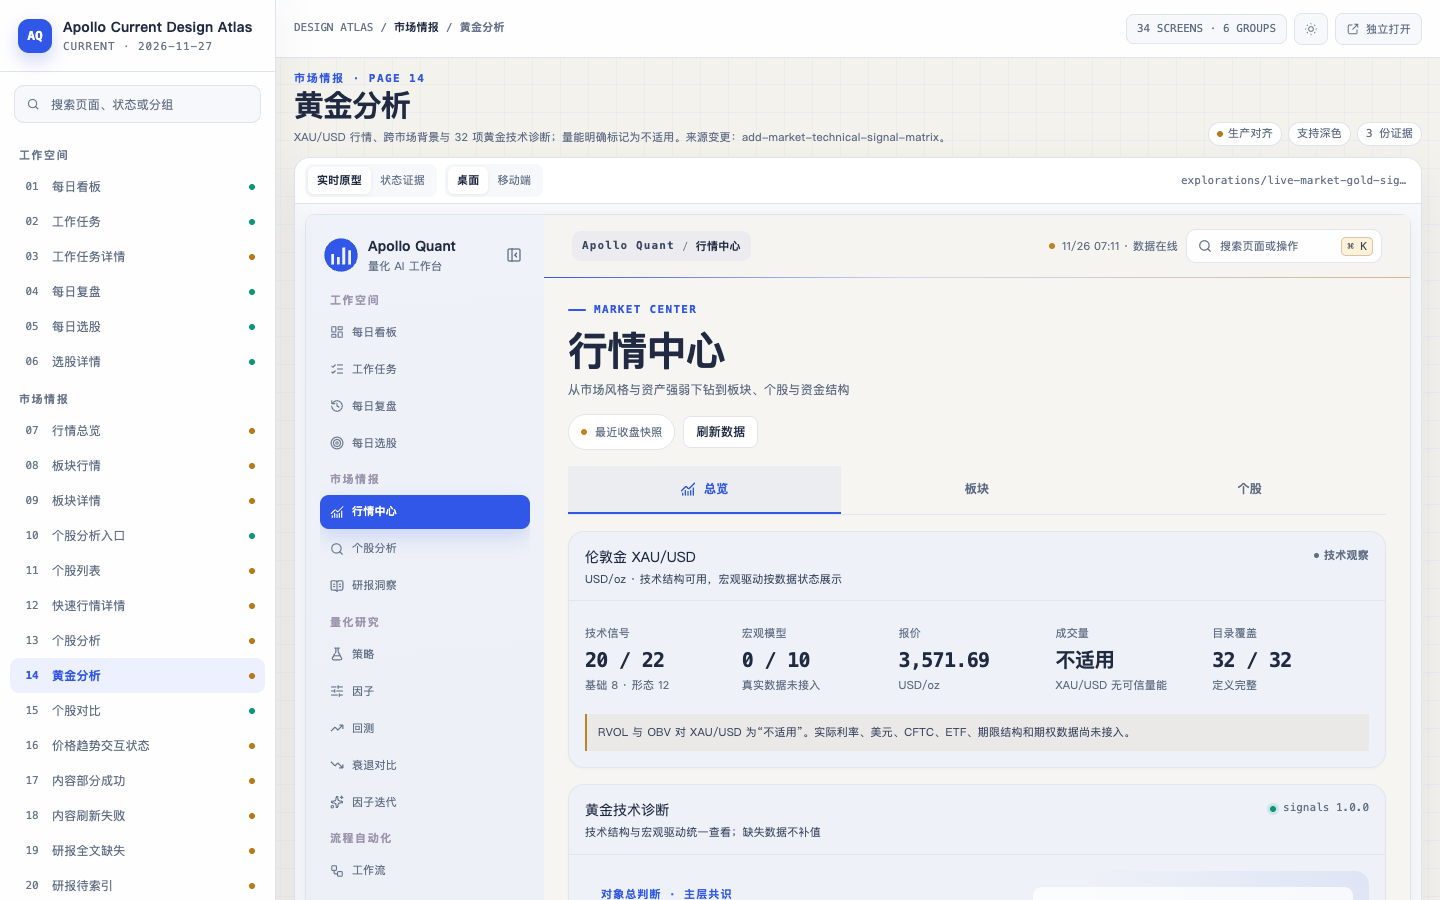 AQ
Apollo Current Design Atlas
CURRENT · 2026-11-27
搜索页面、状态或分组
工作空间
01 每日看板
02 工作任务
03 工作任务详情
04 每日复盘
05 每日选股
06 选股详情
市场情报
07 行情总览
08 板块行情
09 板块详情
10 个股分析入口
11 个股列表
12 快速行情详情
13 个股分析
14 黄金分析
15 个股对比
16 价格趋势交互状态
17 内容部分成功
18 内容刷新失败
19 研报全文缺失
20 研报待索引
DESIGN ATLAS / 市场情报 / 黄金分析
34 SCREENS · 6 GROUPS
独立打开
市场情报 · PAGE 14
黄金分析
XAU/USD 行情、跨市场背景与 32 项黄金技术诊断；量能明确标记为不适用。来源变更：add-market-technical-signal-matrix。
生产对齐
支持深色
3 份证据
实时原型
状态证据
桌面
移动端
explorations/live-market-gold-sig…
Apollo Quant
量化 AI 工作台
工作空间
每日看板
工作任务
每日复盘
每日选股
市场情报
行情中心
个股分析
研报洞察
量化研究
策略
因子
回测
衰退对比
因子迭代
流程自动化
工作流
Apollo Quant / 行情中心
11/26 07:11 · 数据在线
搜索页面或操作
⌘ K
MARKET CENTER
行情中心
从市场风格与资产强弱下钻到板块、个股与资金结构
最近收盘快照
刷新数据
总览
板块
个股
伦敦金 XAU/USD
USD/oz · 技术结构可用，宏观驱动按数据状态展示
技术观察
技术信号
20 / 22
基础 8 · 形态 12
宏观模型
0 / 10
真实数据未接入
报价
3,571.69
USD/oz
成交量
不适用
XAU/USD 无可信量能
目录覆盖
32 / 32
定义完整
RVOL 与 OBV 对 XAU/USD 为“不适用”。实际利率、美元、CFTC、ETF、期限结构和期权数据尚未接入。
黄金技术诊断
技术结构与宏观驱动统一查看；缺失数据不补值
signals 1.0.0
对象总判断 · 主层共识